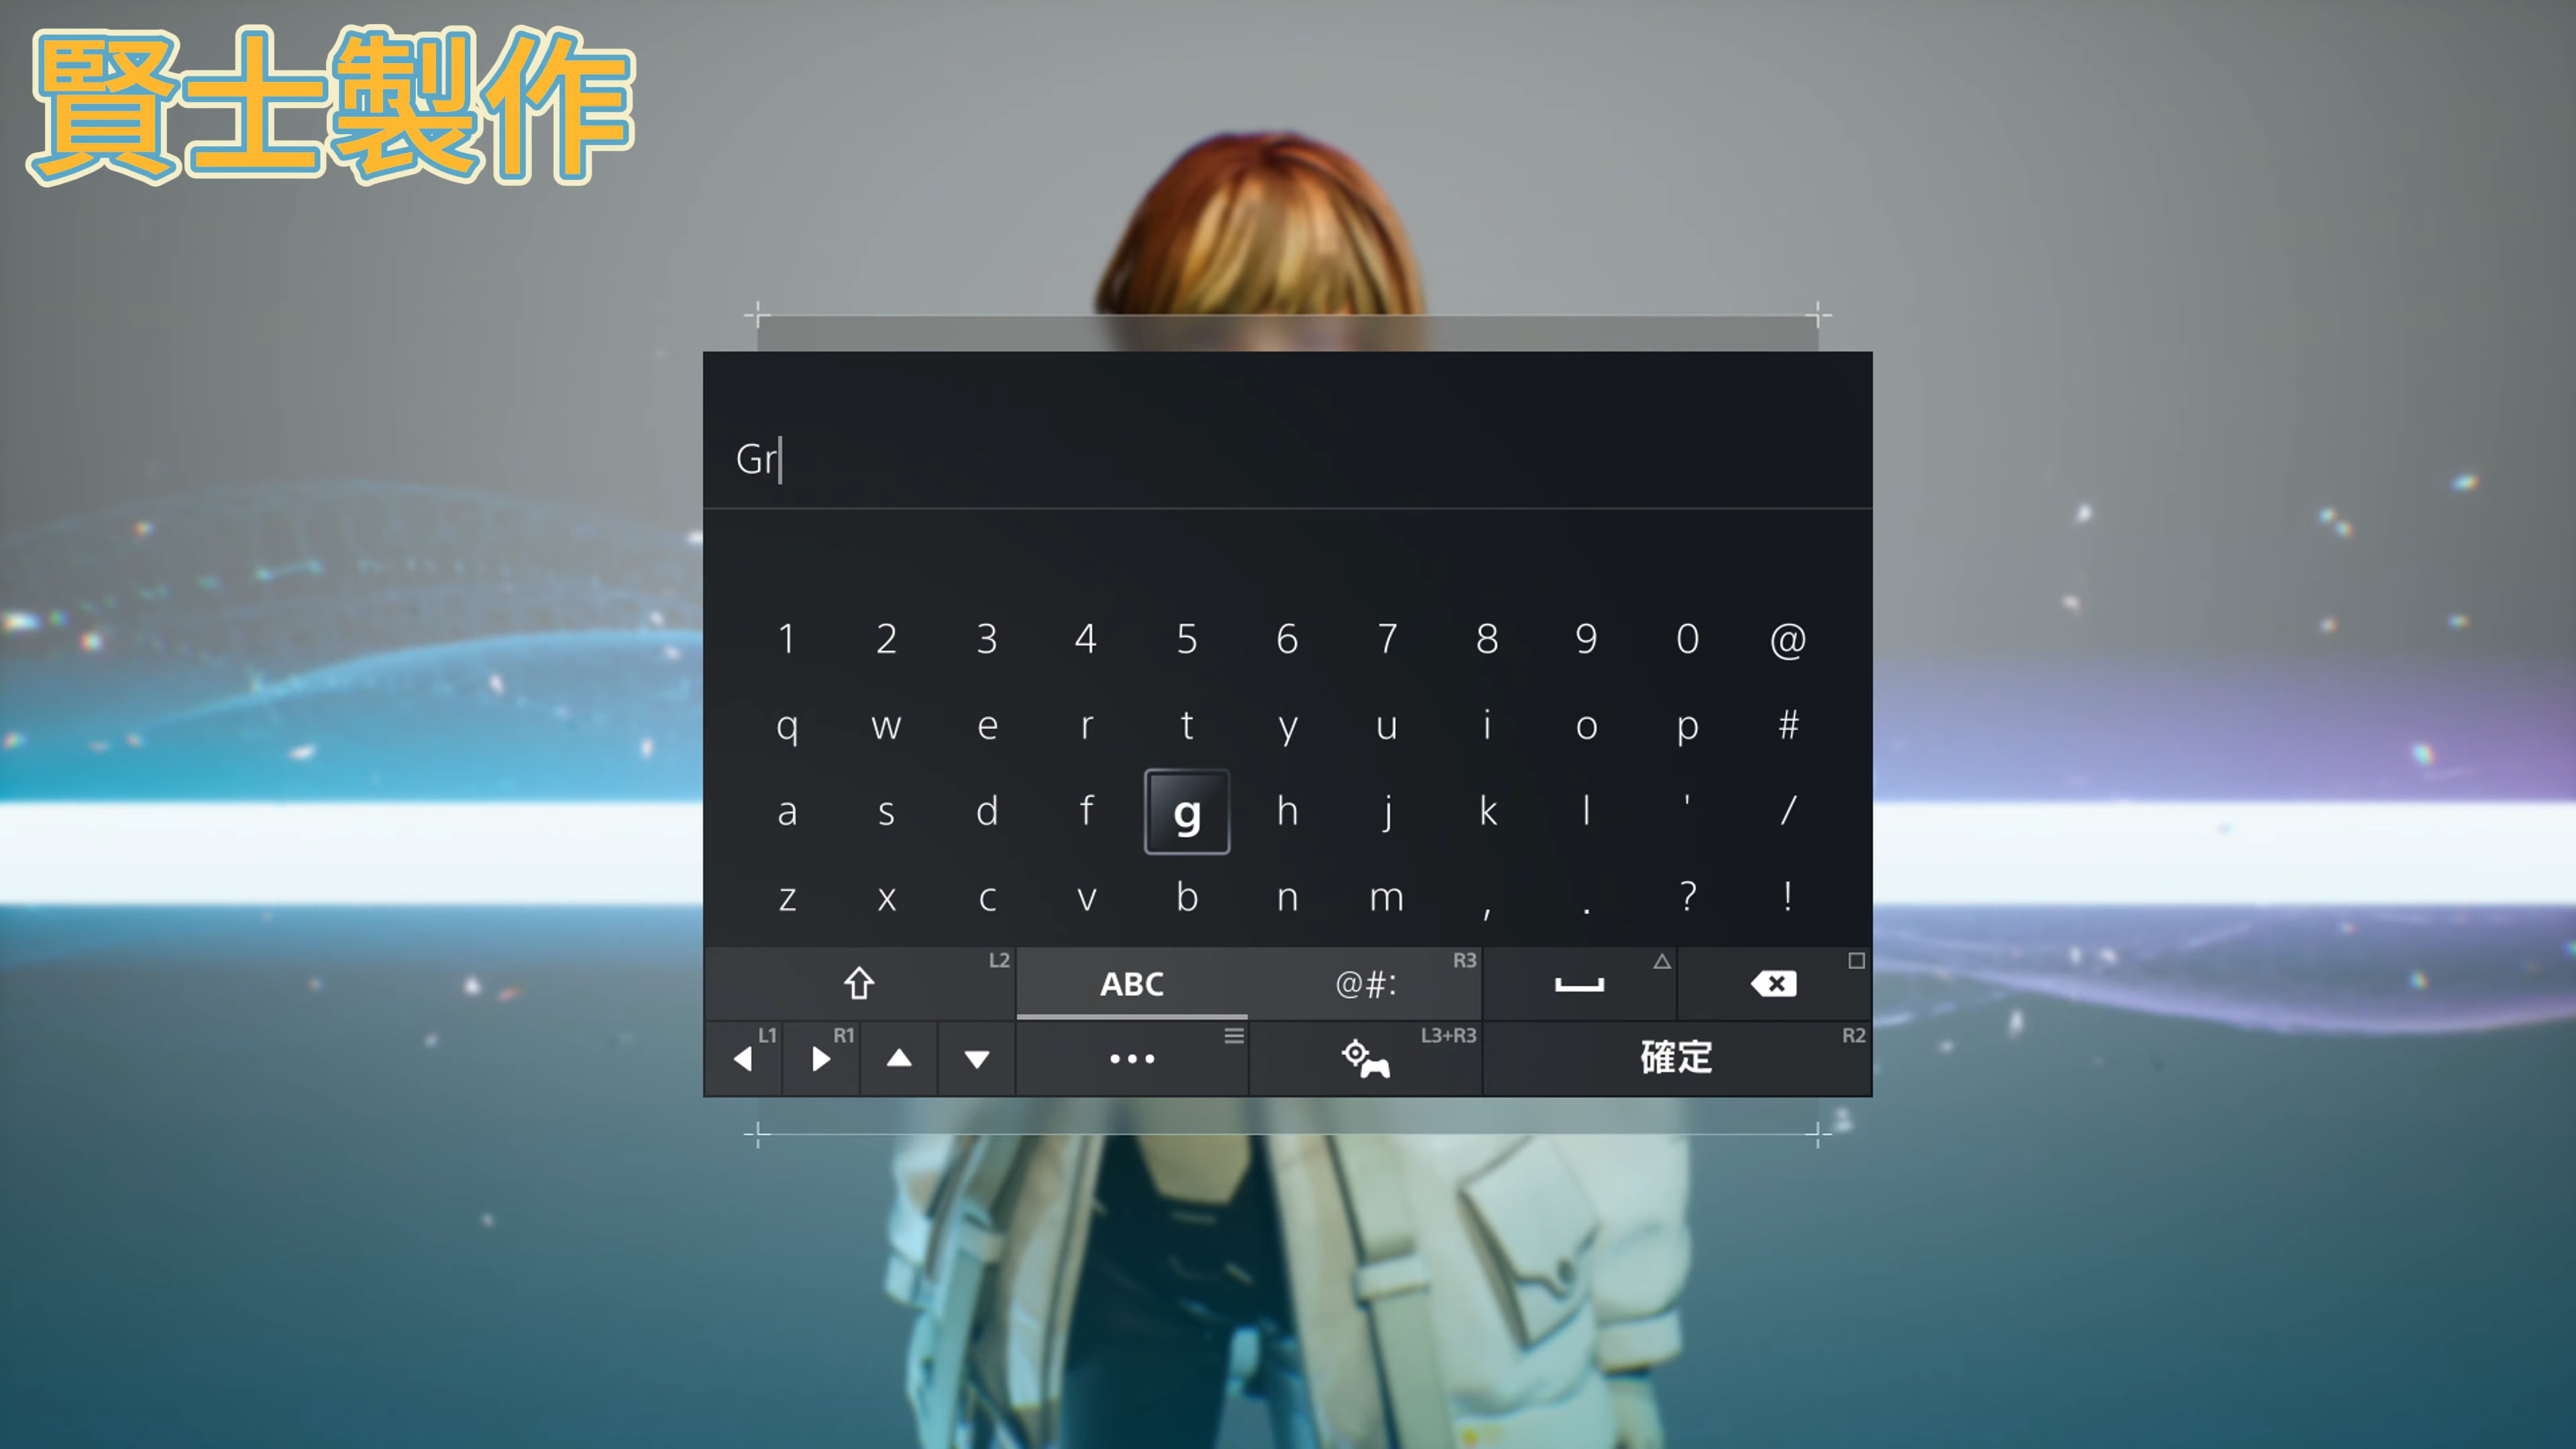 賢士製作
Gr
1 2 3 4 5 6 7 8 9 0 @
q w e r t y u i o p #
a s d f g h j k l ' /
z x c v b n m , . ? !
L2 ABC @#: R3
L1 R1 L3+R3 確定 R2